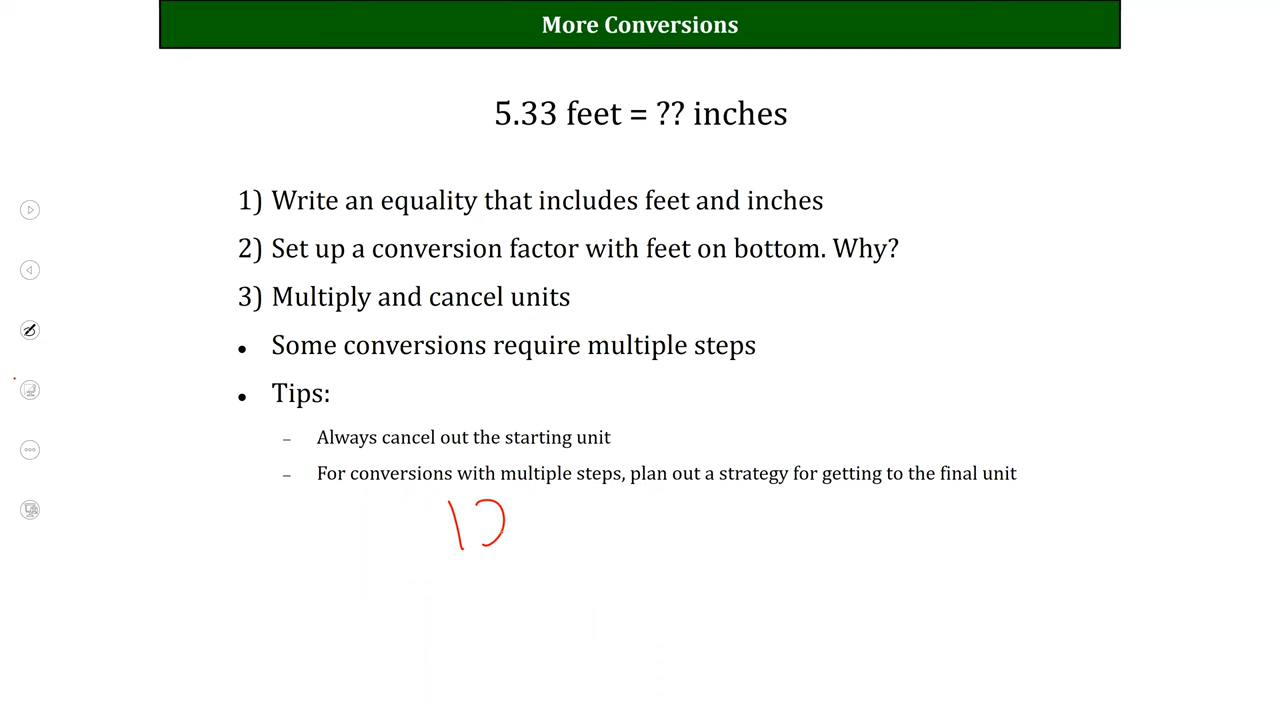 More Conversions
5.33 feet = ?? inches
1) Write an equality that includes feet and inches
2) Set up a conversion factor with feet on bottom. Why?
3) Multiply and cancel units
• Some conversions require multiple steps
• Tips:
– Always cancel out the starting unit
– For conversions with multiple steps, plan out a strategy for getting to the final unit